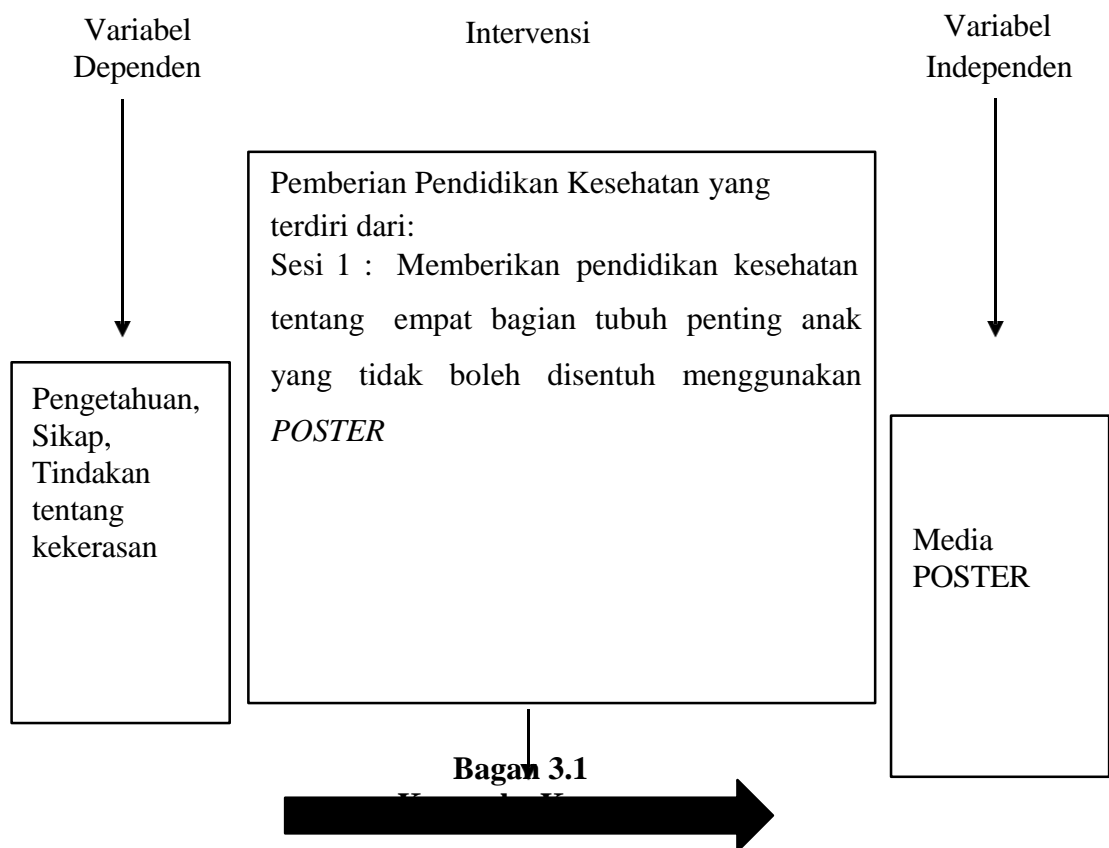 Variabel
Dependen
Intervensi
Variabel
Independen
Pemberian Pendidikan Kesehatan yang
terdiri dari:
Sesi 1 : Memberikan pendidikan kesehatan
tentang empat bagian tubuh penting anak
yang tidak boleh disentuh menggunakan
POSTER
Pengetahuan,
Sikap,
Tindakan
tentang
kekerasan
Media
POSTER
Bagan 3.1